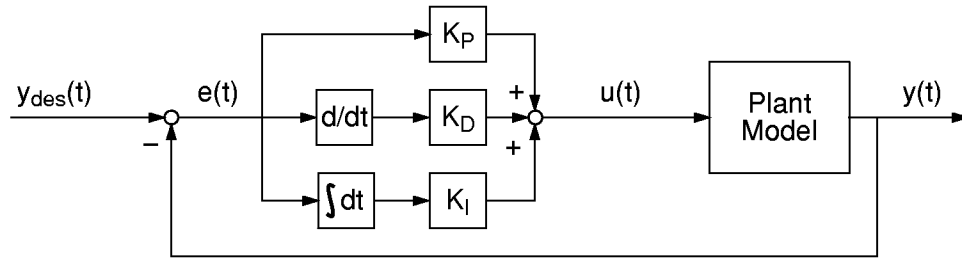 K_P
y_des(t)
e(t)
+
u(t)
Plant
Model
y(t)
d/dt
K_D
−
+
∫dt
K_I